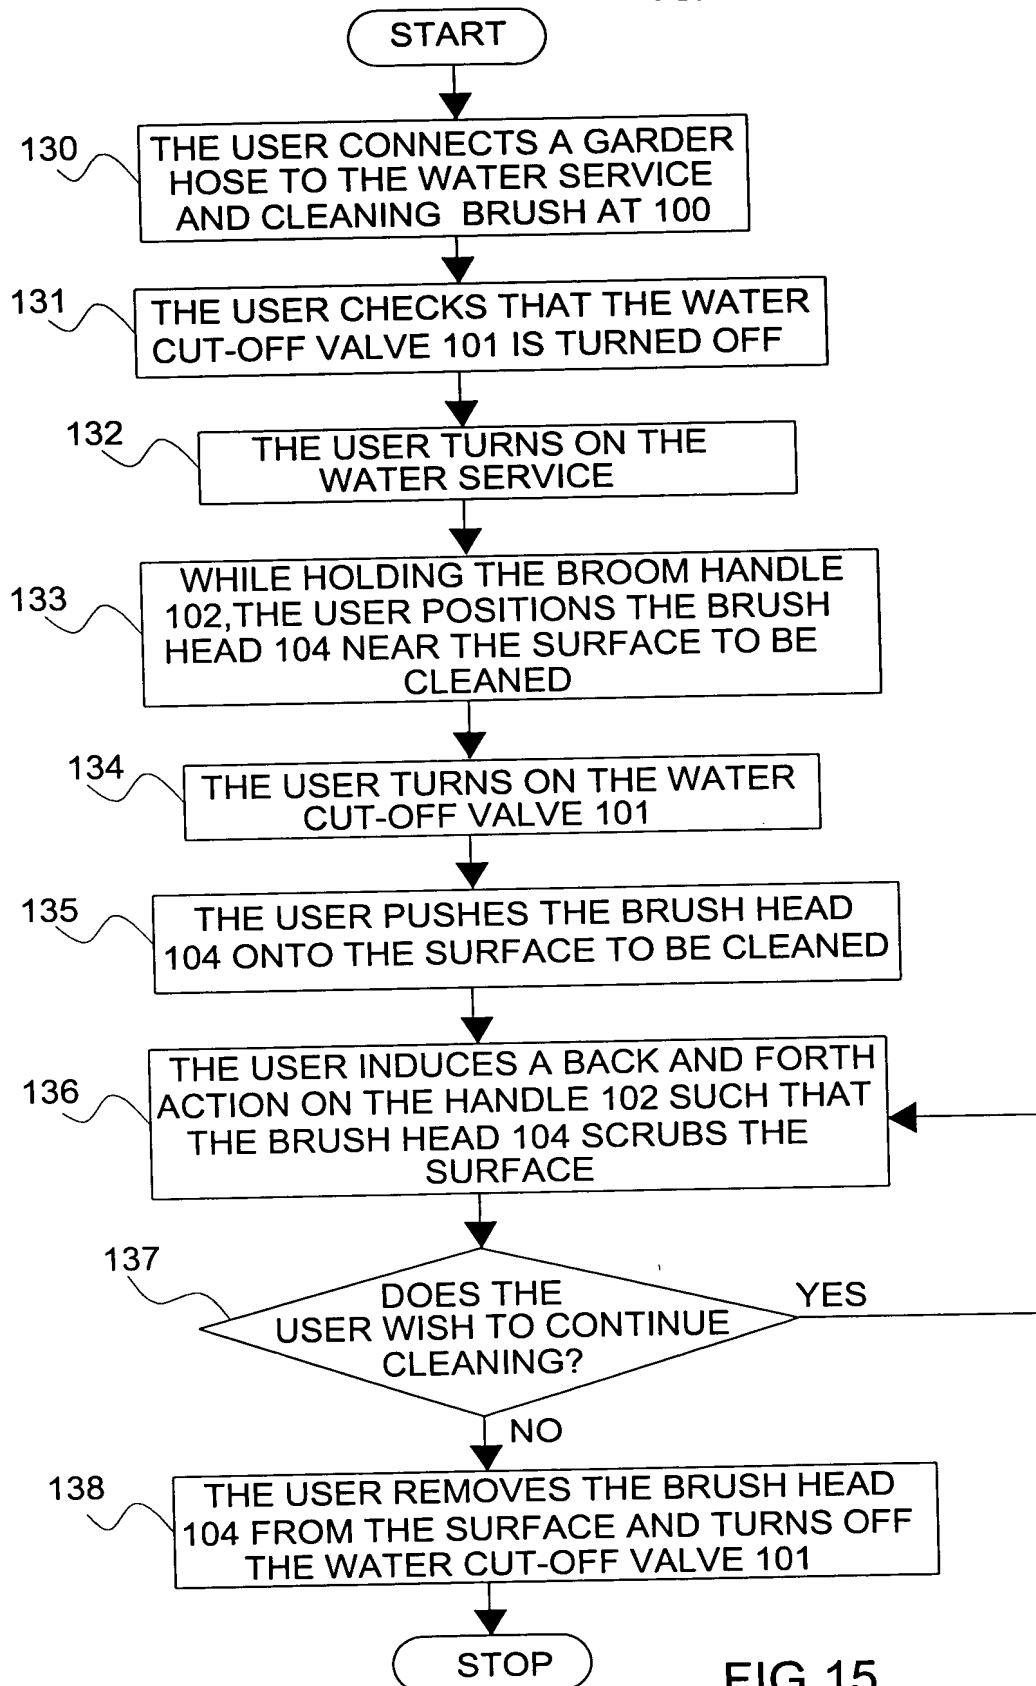 START
130
THE USER CONNECTS A GARDER
HOSE TO THE WATER SERVICE
AND CLEANING BRUSH AT 100
131
THE USER CHECKS THAT THE WATER
CUT-OFF VALVE 101 IS TURNED OFF
132
THE USER TURNS ON THE
WATER SERVICE
133
WHILE HOLDING THE BROOM HANDLE
102,THE USER POSITIONS THE BRUSH
HEAD 104 NEAR THE SURFACE TO BE
CLEANED
134
THE USER TURNS ON THE WATER
CUT-OFF VALVE 101
135
THE USER PUSHES THE BRUSH HEAD
104 ONTO THE SURFACE TO BE CLEANED
136
THE USER INDUCES A BACK AND FORTH
ACTION ON THE HANDLE 102 SUCH THAT
THE BRUSH HEAD 104 SCRUBS THE
SURFACE
137
DOES THE
USER WISH TO CONTINUE
CLEANING?
YES
NO
138
THE USER REMOVES THE BRUSH HEAD
104 FROM THE SURFACE AND TURNS OFF
THE WATER CUT-OFF VALVE 101
STOP
FIG 15